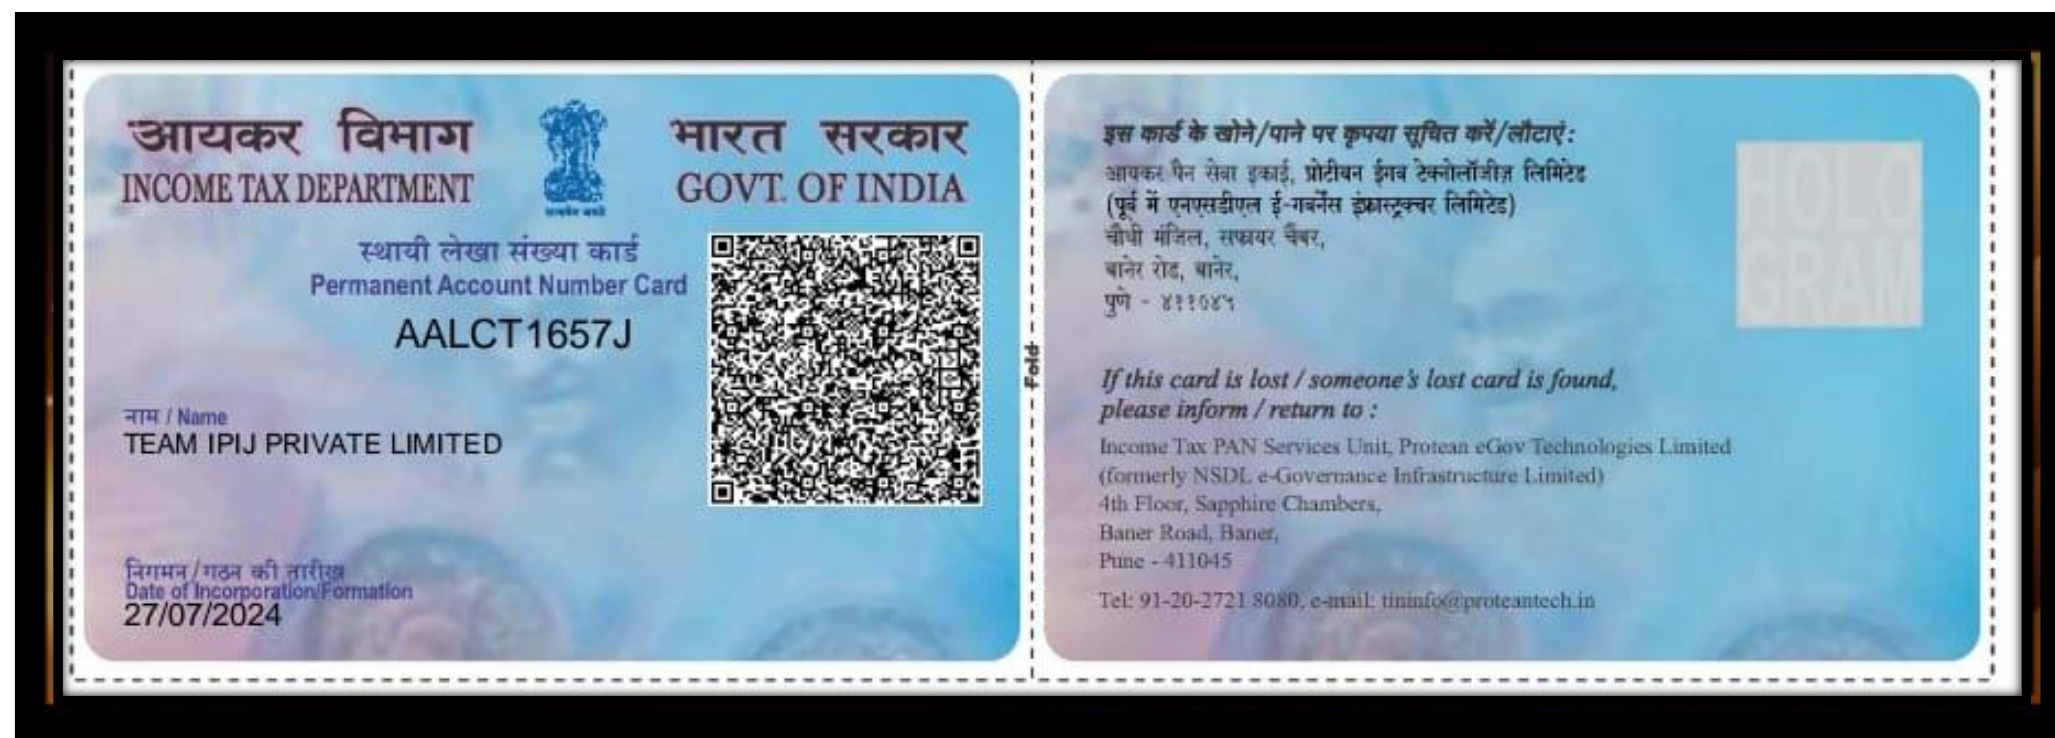 आयकर विभाग
INCOME TAX DEPARTMENT
भारत सरकार
GOVT. OF INDIA
स्थायी लेखा संख्या कार्ड
Permanent Account Number Card
AALCT1657J
नाम / Name
TEAM IPIJ PRIVATE LIMITED
निगमन/गठन की तारीख
Date of Incorporation/Formation
27/07/2024
Fold
इस कार्ड के खोने/पाने पर कृपया सूचित करें/लौटाएं:
आयकर पैन सेवा इकाई, प्रोटीयन ईगव टेक्नोलॉजीज़ लिमिटेड
(पूर्व में एनएसडीएल ई-गवर्नेंस इंफ्रास्ट्रक्चर लिमिटेड)
चौथी मंजिल, सफायर चैंबर,
बानेर रोड, बानेर,
पुणे - ४११०४५
HOLO
GRAM
If this card is lost / someone's lost card is found,
please inform / return to :
Income Tax PAN Services Unit, Protean eGov Technologies Limited
(formerly NSDL e-Governance Infrastructure Limited)
4th Floor, Sapphire Chambers,
Baner Road, Baner,
Pune - 411045
Tel: 91-20-2721 8080, e-mail: tininfo@proteantech.in